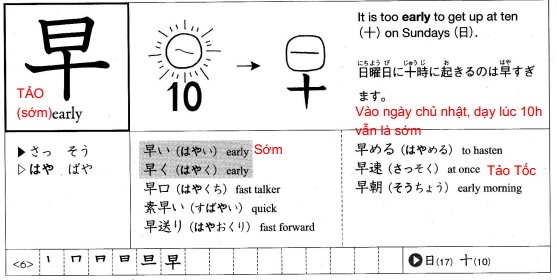 早
TẢO
(sớm)early
10
十
It is too early to get up at ten
(十) on Sundays (日).
にちようび じゅうじ お はや
日曜日に十時に起きるのは早すぎ
ます。
Vào ngày chủ nhật, dạy lúc 10h
vẫn là sớm
▶さっ そう
▷はや ばや
早い (はやい) early Sớm
早く (はやく) early
早口 (はやくち) fast talker
素早い (すばやい) quick
早送り (はやおくり) fast forward
早める (はやめる) to hasten
早速 (さっそく) at once Tảo Tốc
早朝 (そうちょう) early morning
<6> 丨 冂 日 日 旦 早
▶日(17) 十(10)